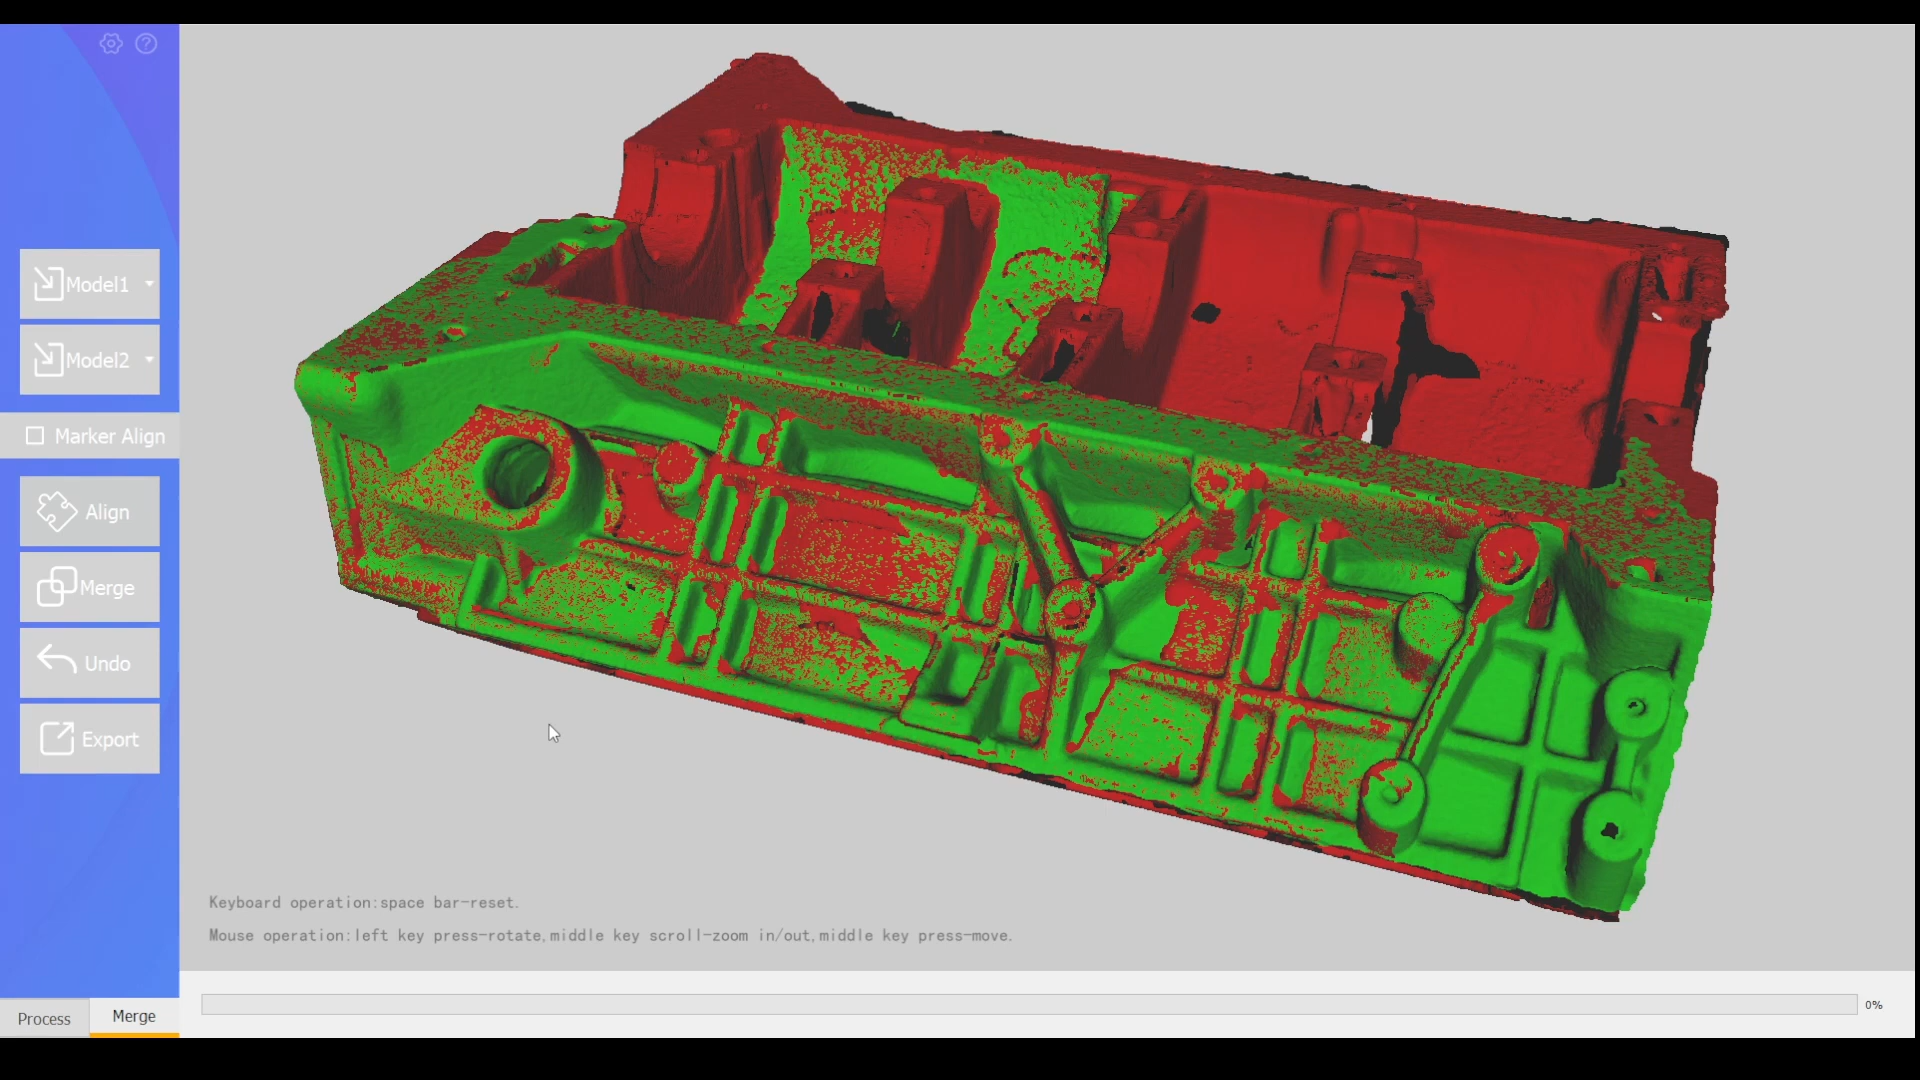 Model1
Model2
Marker Align
Align
Merge
Undo
Export
Keyboard operation:space bar-reset.
Mouse operation:left key press-rotate,middle key scroll-zoom in/out,middle key press-move.
0%
Process
Merge